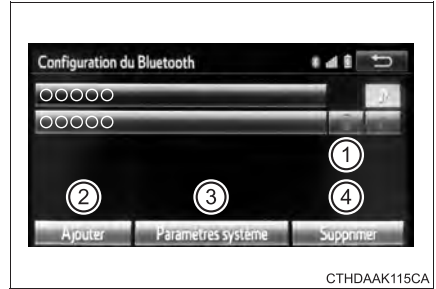 Configuration du Bluetooth
○○○○○
○○○○○
1
2
3
4
Ajouter
Paramètres système
Supprimer
CTHDAAK115CA